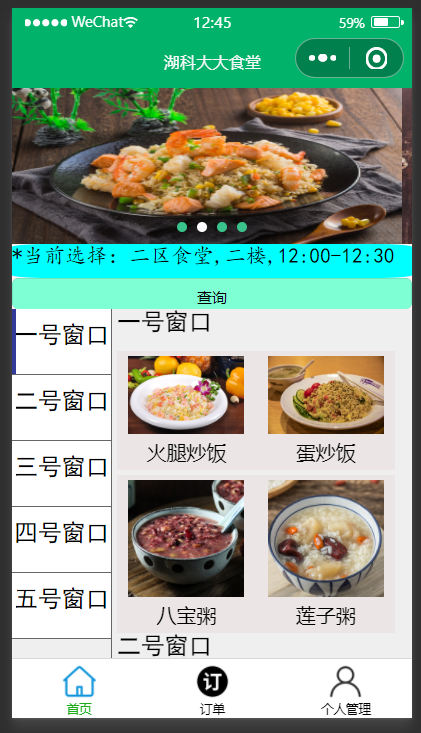 WeChat 12:45 59%
湖科大大食堂
*当前选择：二区食堂,二楼,12:00-12:30
查询
一号窗口
二号窗口
三号窗口
四号窗口
五号窗口
一号窗口
火腿炒饭 蛋炒饭
八宝粥 莲子粥
二号窗口
订
首页 订单 个人管理